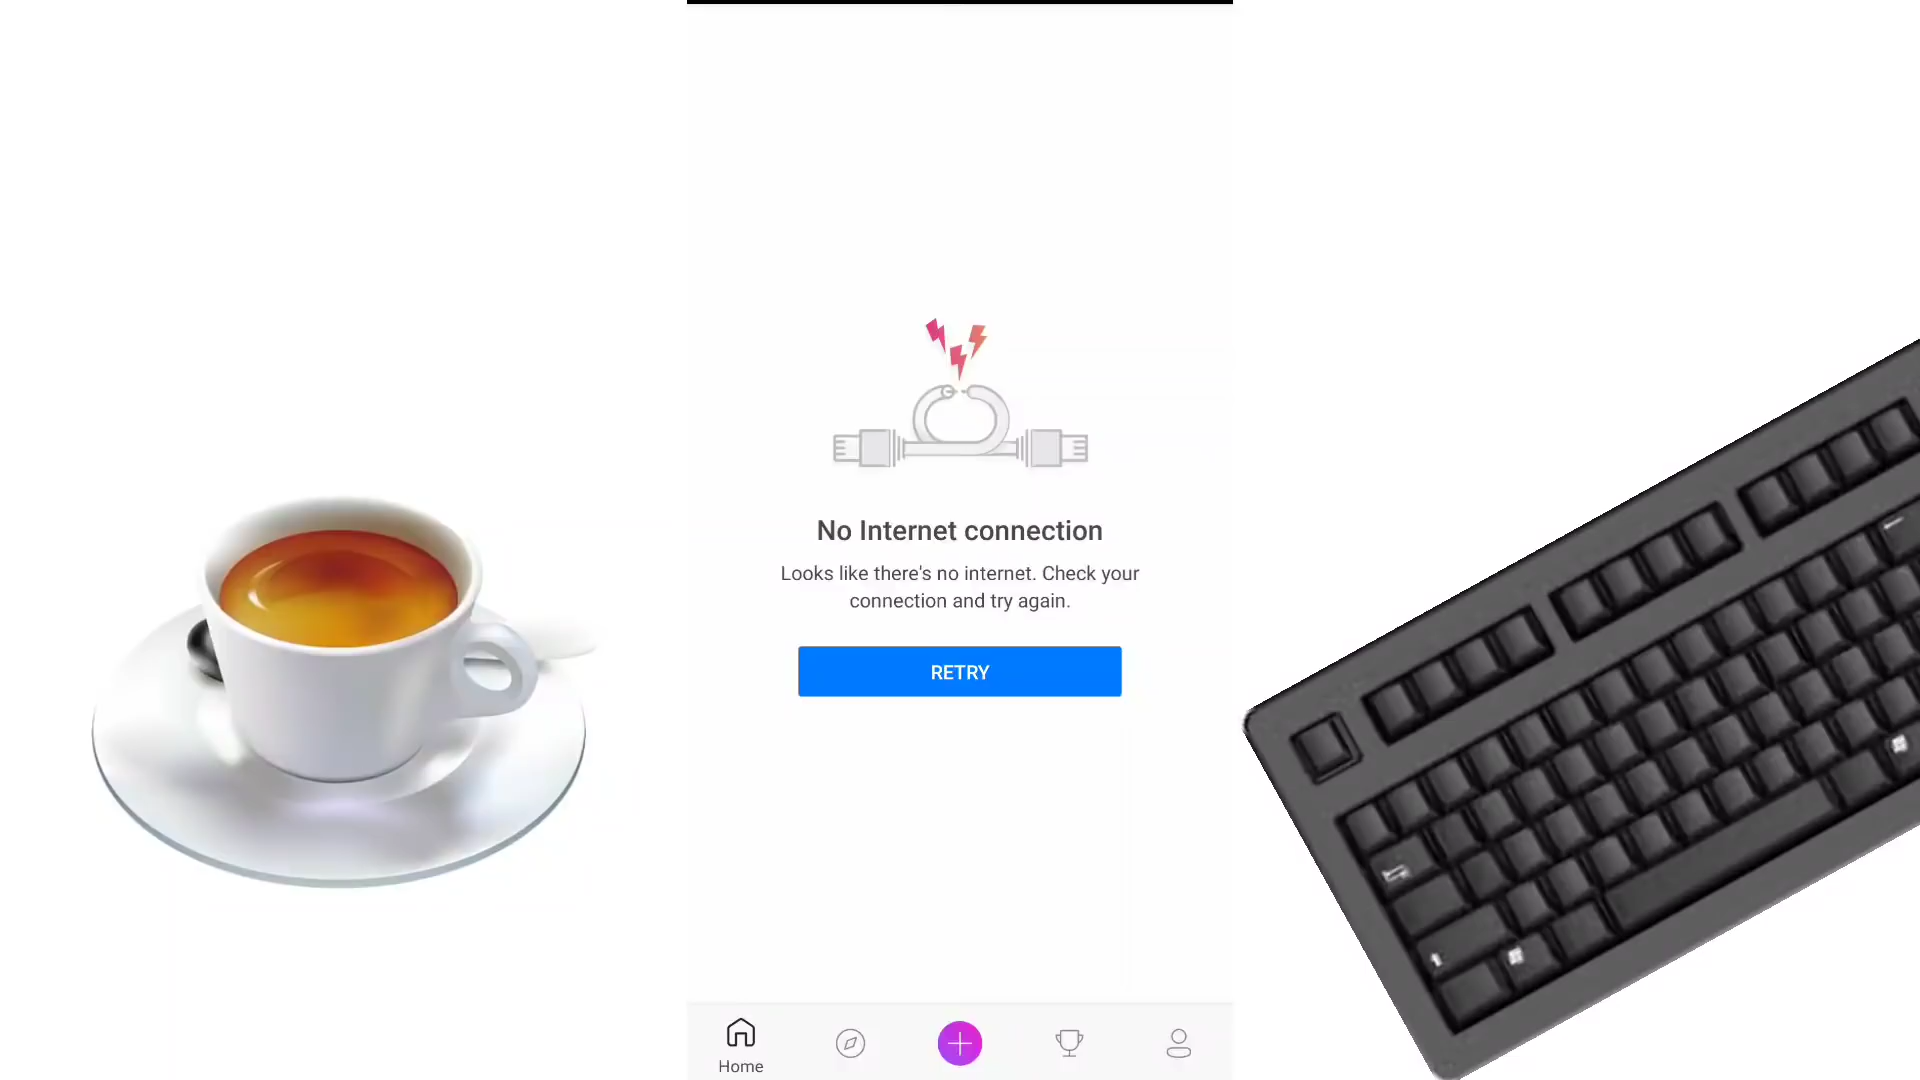 No Internet connection
Looks like there's no internet. Check your
connection and try again.
RETRY
Home